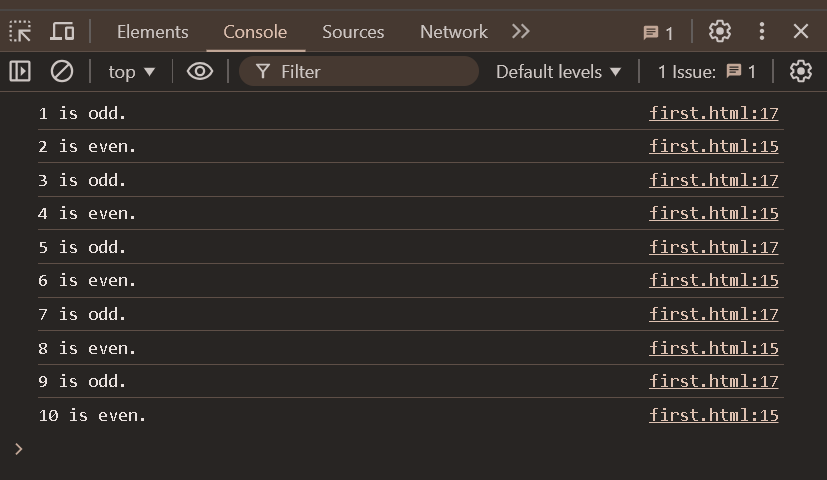 Elements Console Sources Network 1
top Filter Default levels 1 Issue: 1
1 is odd. first.html:17
2 is even. first.html:15
3 is odd. first.html:17
4 is even. first.html:15
5 is odd. first.html:17
6 is even. first.html:15
7 is odd. first.html:17
8 is even. first.html:15
9 is odd. first.html:17
10 is even. first.html:15